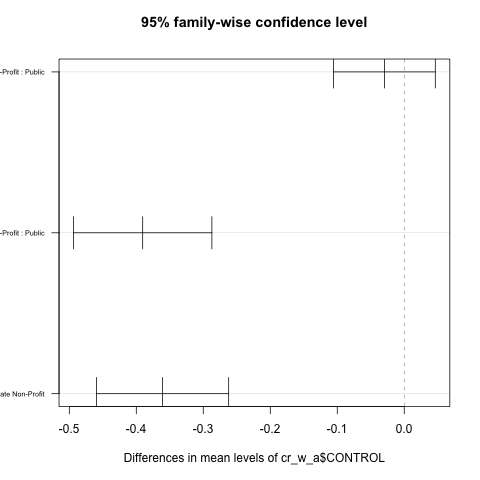 95% family-wise confidence level
-Profit : Public
-Profit : Public
ate Non-Profit
-0.5 -0.4 -0.3 -0.2 -0.1 0.0
Differences in mean levels of cr_w_a$CONTROL